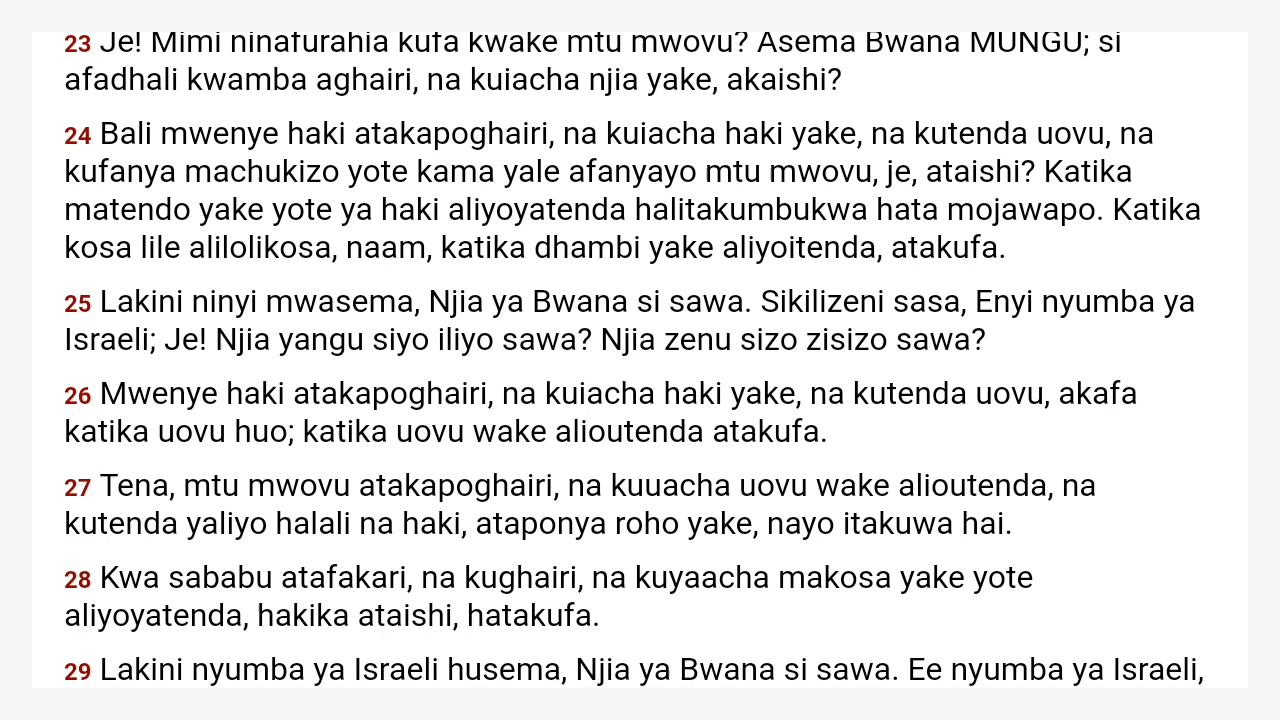 23 Je! Mimi ninafurahia kufa kwake mtu mwovu? Asema Bwana MUNGU; si
afadhali kwamba aghairi, na kuiacha njia yake, akaishi?
24 Bali mwenye haki atakapoghairi, na kuiacha haki yake, na kutenda uovu, na
kufanya machukizo yote kama yale afanyayo mtu mwovu, je, ataishi? Katika
matendo yake yote ya haki aliyoyatenda halitakumbukwa hata mojawapo. Katika
kosa lile alilolikosa, naam, katika dhambi yake aliyoitenda, atakufa.
25 Lakini ninyi mwasema, Njia ya Bwana si sawa. Sikilizeni sasa, Enyi nyumba ya
Israeli; Je! Njia yangu siyo iliyo sawa? Njia zenu sizo zisizo sawa?
26 Mwenye haki atakapoghairi, na kuiacha haki yake, na kutenda uovu, akafa
katika uovu huo; katika uovu wake alioutenda atakufa.
27 Tena, mtu mwovu atakapoghairi, na kuuacha uovu wake alioutenda, na
kutenda yaliyo halali na haki, ataponya roho yake, nayo itakuwa hai.
28 Kwa sababu atafakari, na kughairi, na kuyaacha makosa yake yote
aliyoyatenda, hakika ataishi, hatakufa.
29 Lakini nyumba ya Israeli husema, Njia ya Bwana si sawa. Ee nyumba ya Israeli,